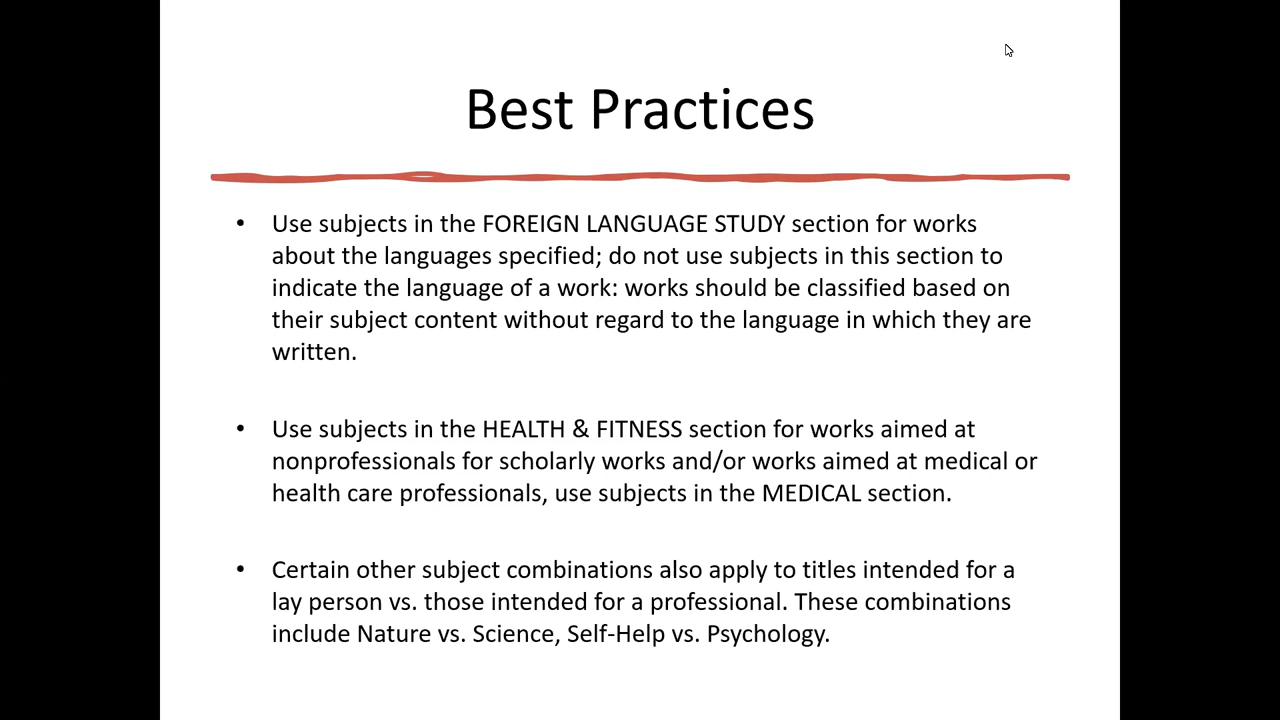 Best Practices
• Use subjects in the FOREIGN LANGUAGE STUDY section for works
about the languages specified; do not use subjects in this section to
indicate the language of a work: works should be classified based on
their subject content without regard to the language in which they are
written.
• Use subjects in the HEALTH & FITNESS section for works aimed at
nonprofessionals for scholarly works and/or works aimed at medical or
health care professionals, use subjects in the MEDICAL section.
• Certain other subject combinations also apply to titles intended for a
lay person vs. those intended for a professional. These combinations
include Nature vs. Science, Self-Help vs. Psychology.